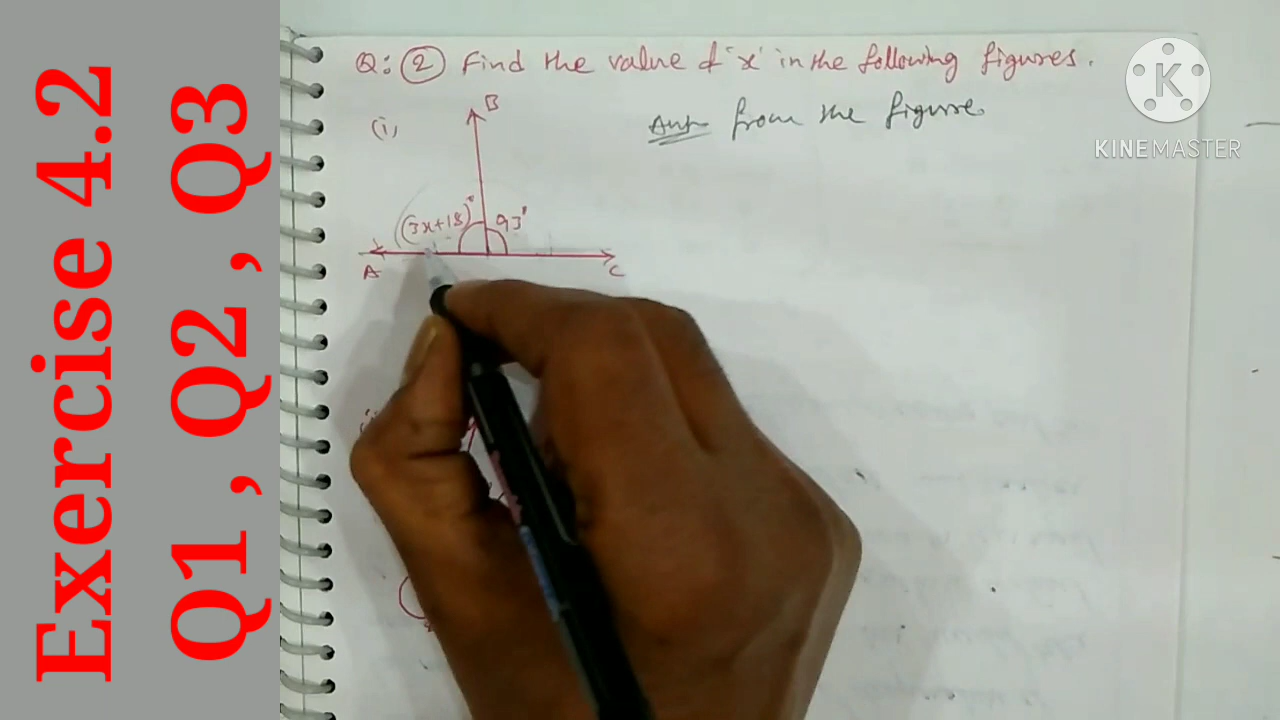 Exercise 4.2
Q1 , Q2 , Q3
Q: 2 Find the value of 'x' in the following figures.
K
KINEMASTER
Ans from the figure
(i)
B
(3x+18)° 93°
A
C